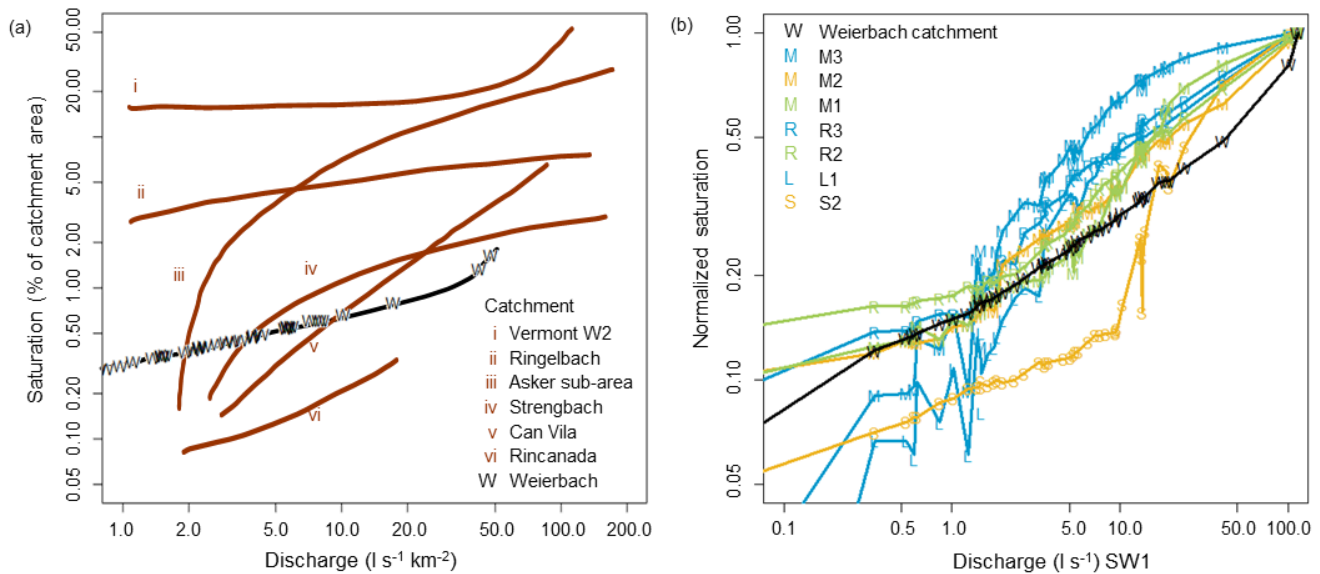 (a)
Saturation (% of catchment area)
50.00
20.00
5.00
2.00
1.00
0.50
0.20
0.10
0.05
i
ii
iii
iv
v
vi
Catchment
i Vermont W2
ii Ringelbach
iii Asker sub-area
iv Strengbach
v Can Vila
vi Rincanada
W Weierbach
1.0 2.0 5.0 10.0 20.0 50.0 100.0 200.0
Discharge (l s-1 km-2)
(b)
Normalized saturation
1.00
0.50
0.20
0.10
0.05
W Weierbach catchment
M M3
M M2
M M1
R R3
R R2
L L1
S S2
0.1 0.5 1.0 5.0 10.0 50.0 100.0
Discharge (l s-1) SW1